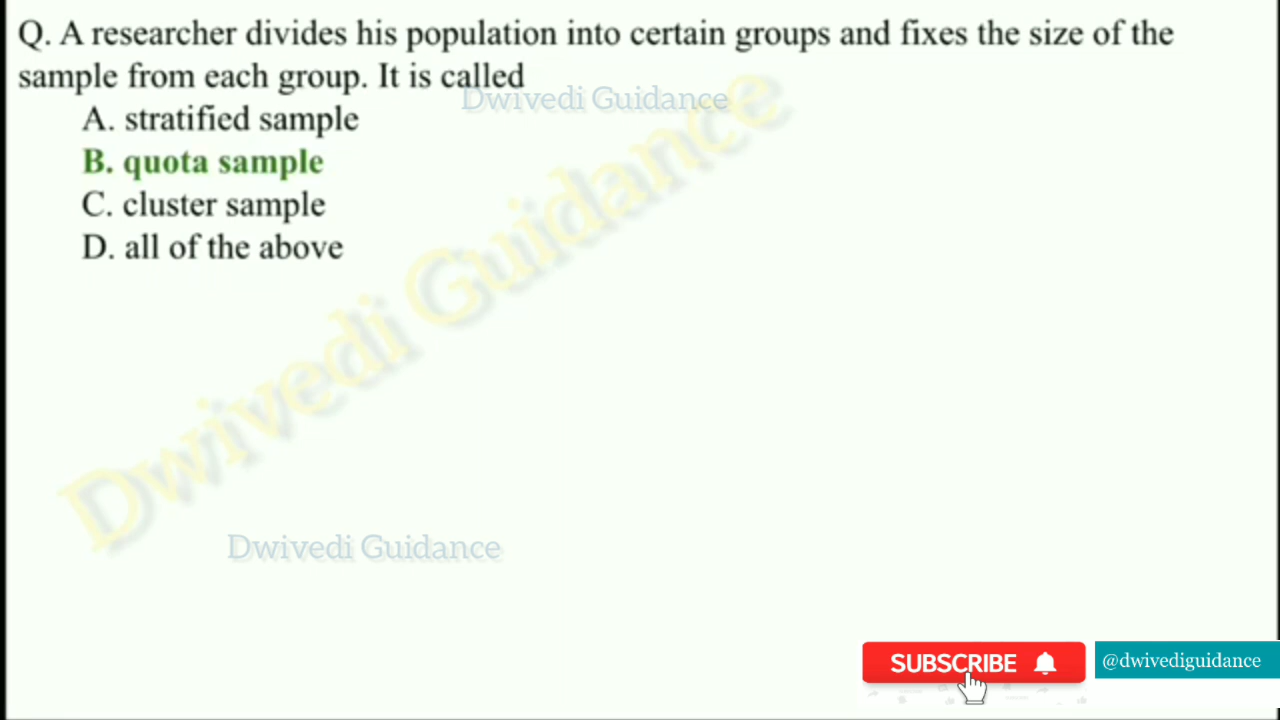 Q. A researcher divides his population into certain groups and fixes the size of the
sample from each group. It is called
Dwivedi Guidance
A. stratified sample
B. quota sample
C. cluster sample
D. all of the above
Dwivedi Guidance
Dwivedi Guidance
SUBSCRIBE
@dwivediguidance